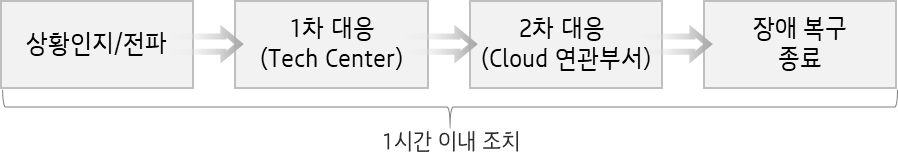 상황인지/전파
1차 대응
(Tech Center)
2차 대응
(Cloud 연관부서)
장애 복구
종료
1시간 이내 조치